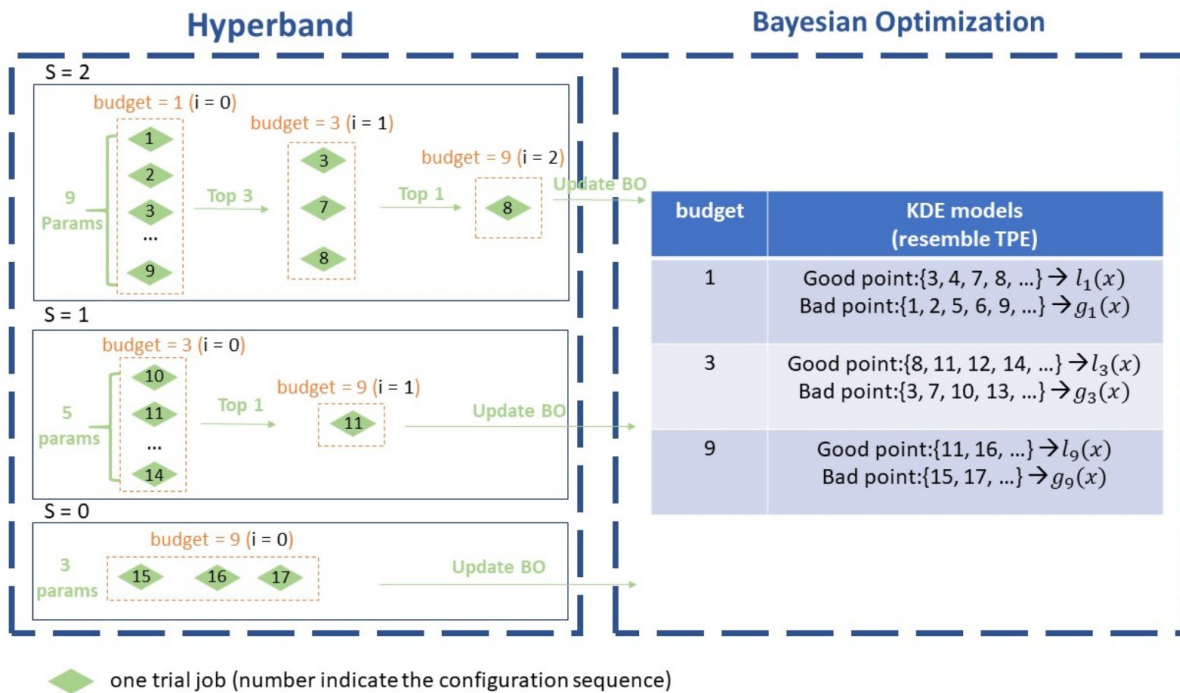 Hyperband
Bayesian Optimization
S = 2
budget = 1 (i = 0)
budget = 3 (i = 1)
budget = 9 (i = 2)
9
Params
1
2
3
...
9
Top 3
3
7
8
Top 1
8
Update BO
S = 1
budget = 3 (i = 0)
budget = 9 (i = 1)
5
params
10
11
...
14
Top 1
11
Update BO
S = 0
budget = 9 (i = 0)
3
params
15 16 17
Update BO
budget KDE models
(resemble TPE)
1 Good point:{3, 4, 7, 8, ...} → l₁(x)
Bad point:{1, 2, 5, 6, 9, ...} →g₁(x)
3 Good point:{8, 11, 12, 14, ...} →l₃(x)
Bad point:{3, 7, 10, 13, ...} →g₃(x)
9 Good point:{11, 16, ...} →l₉(x)
Bad point:{15, 17, ...} →g₉(x)
one trial job (number indicate the configuration sequence)